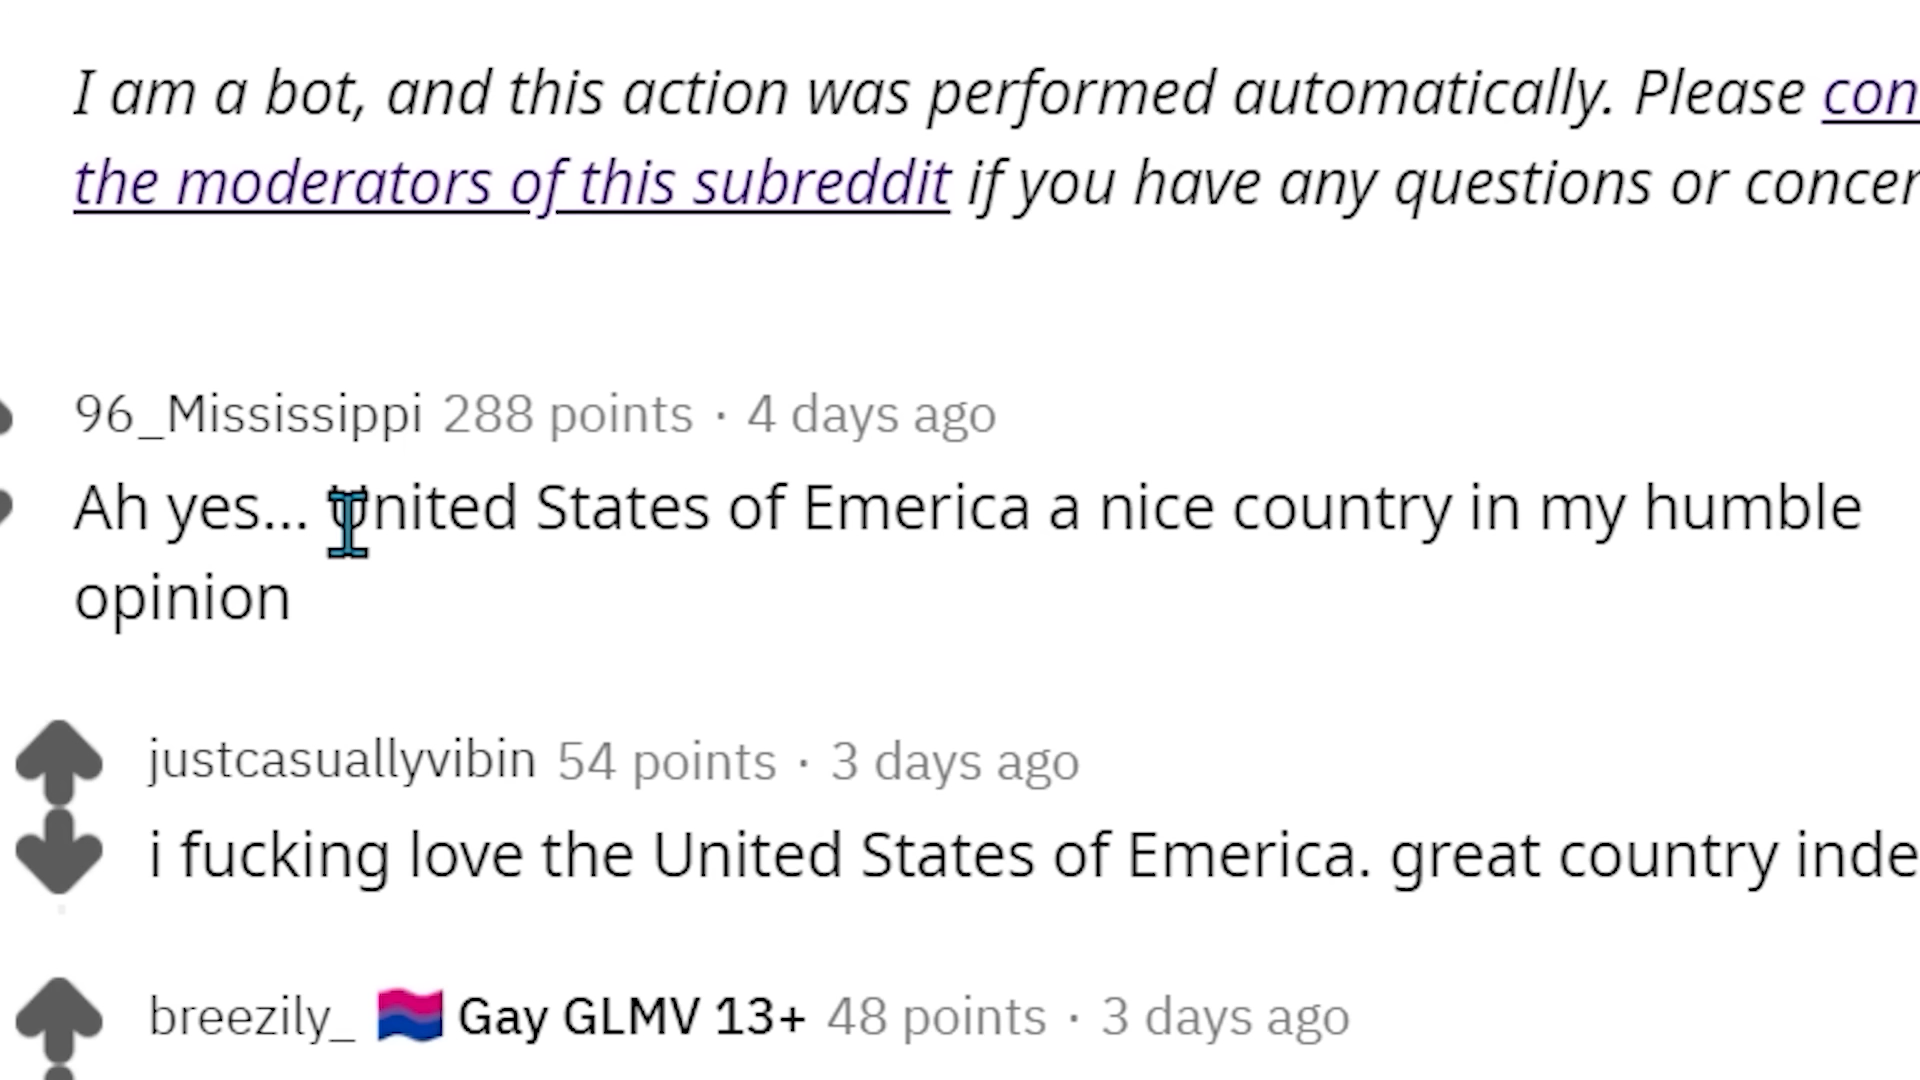 I am a bot, and this action was performed automatically. Please con
the moderators of this subreddit if you have any questions or concer
96_Mississippi 288 points · 4 days ago
Ah yes... United States of Emerica a nice country in my humble
opinion
justcasuallyvibin 54 points · 3 days ago
i fucking love the United States of Emerica. great country inde
breezily_ Gay GLMV 13+ 48 points · 3 days ago